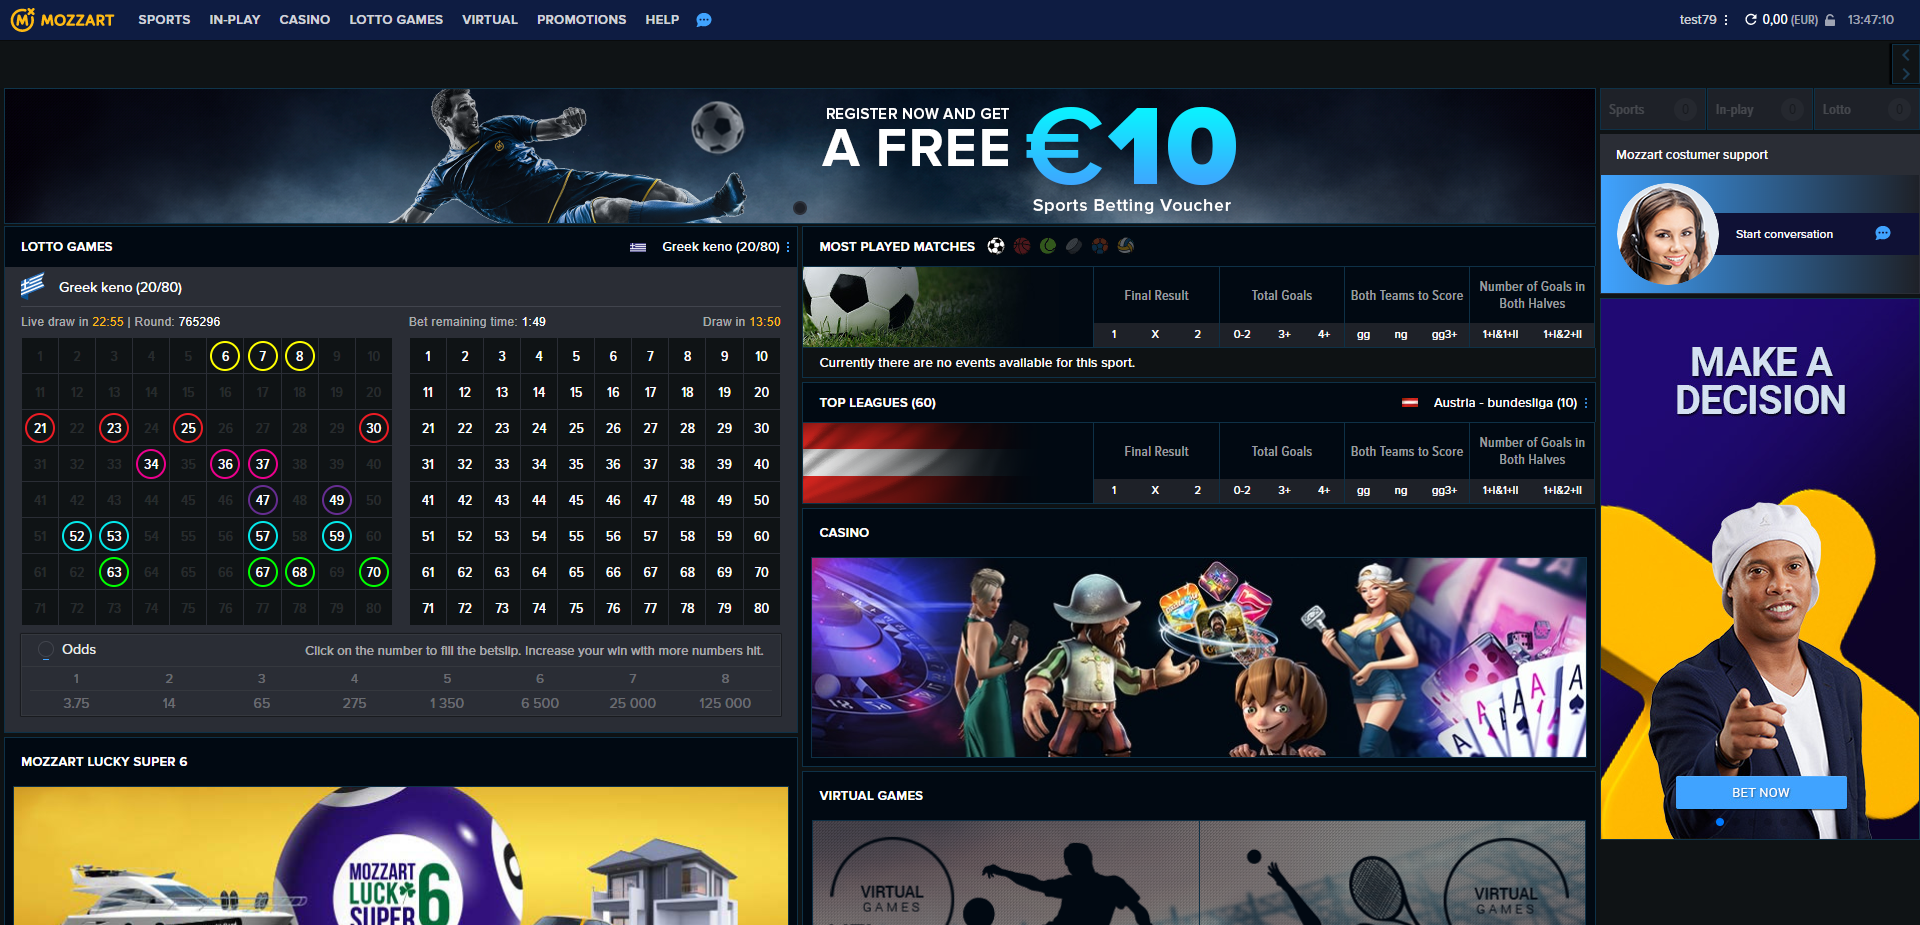 MOZZART SPORTS IN-PLAY CASINO LOTTO GAMES VIRTUAL PROMOTIONS HELP test79 0,00 (EUR) 13:47:10
REGISTER NOW AND GET
A FREE €10
Sports Betting Voucher
Sports 0 In-play 0 Lotto 0
Mozzart costumer support
Start conversation
MAKE A
DECISION
BET NOW
LOTTO GAMES Greek keno (20/80)
Greek keno (20/80)
Live draw in 22:55 | Round: 765296 Bet remaining time: 1:49 Draw in 13:50
1 2 3 4 5 6 7 8 9 10
11 12 13 14 15 16 17 18 19 20
21 22 23 24 25 26 27 28 29 30
31 32 33 34 35 36 37 38 39 40
41 42 43 44 45 46 47 48 49 50
51 52 53 54 55 56 57 58 59 60
61 62 63 64 65 66 67 68 69 70
71 72 73 74 75 76 77 78 79 80
1 2 3 4 5 6 7 8 9 10
11 12 13 14 15 16 17 18 19 20
21 22 23 24 25 26 27 28 29 30
31 32 33 34 35 36 37 38 39 40
41 42 43 44 45 46 47 48 49 50
51 52 53 54 55 56 57 58 59 60
61 62 63 64 65 66 67 68 69 70
71 72 73 74 75 76 77 78 79 80
Odds Click on the number to fill the betslip. Increase your win with more numbers hit.
1 2 3 4 5 6 7 8
3.75 14 65 275 1 350 6 500 25 000 125 000
MOZZART LUCKY SUPER 6
MOZZART
LUCK
SUPER
6
MOST PLAYED MATCHES
Final Result Total Goals Both Teams to Score Number of Goals in
Both Halves
1 X 2 0-2 3+ 4+ gg ng gg3+ 1+I&1+II 1+I&2+II
Currently there are no events available for this sport.
TOP LEAGUES (60) Austria - bundesliga (10)
Final Result Total Goals Both Teams to Score Number of Goals in
Both Halves
1 X 2 0-2 3+ 4+ gg ng gg3+ 1+I&1+II 1+I&2+II
CASINO
A A A A
VIRTUAL GAMES
VIRTUAL
GAMES
VIRTUAL
GAMES